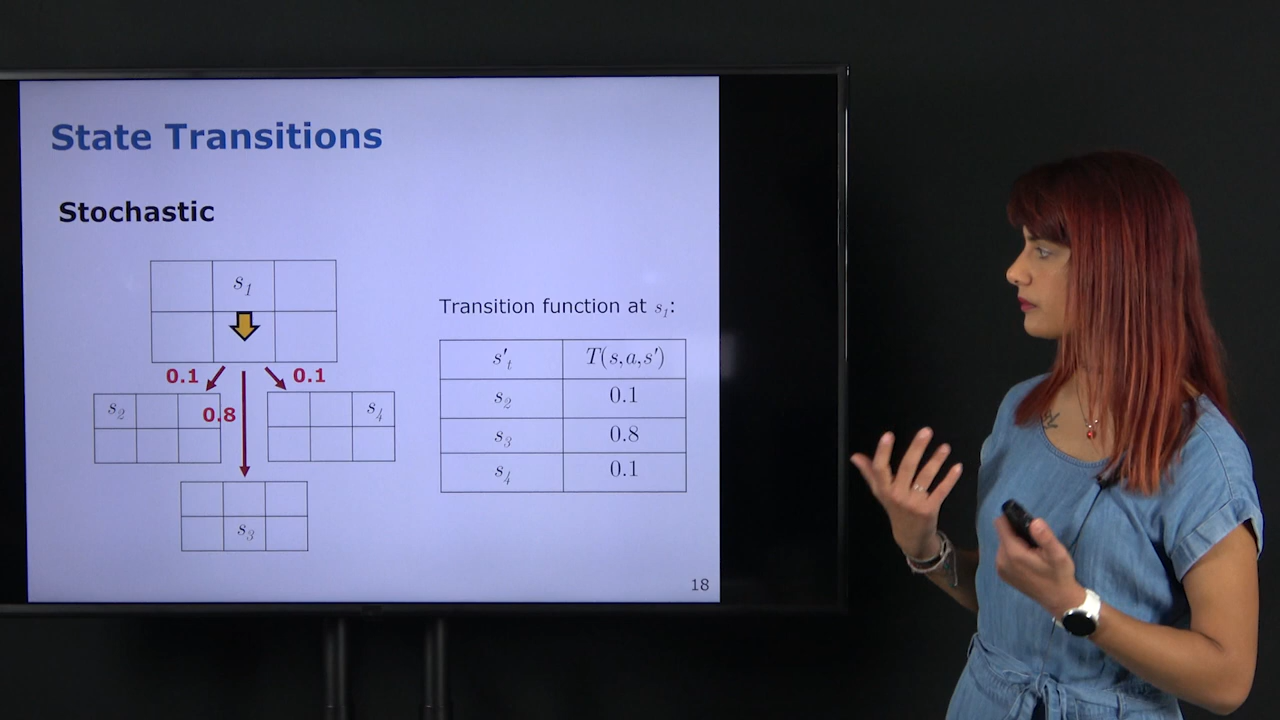 State Transitions
Stochastic
s₁
0.1 0.1
s₂ 0.8 s₄
s₃
Transition function at s₁:
s'ₜ T(s,a,s')
s₂ 0.1
s₃ 0.8
s₄ 0.1
18